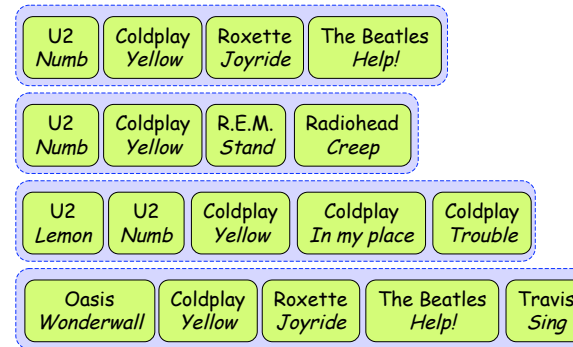 U2 Coldplay Roxette The Beatles
Numb Yellow Joyride Help!
U2 Coldplay R.E.M. Radiohead
Numb Yellow Stand Creep
U2 U2 Coldplay Coldplay Coldplay
Lemon Numb Yellow In my place Trouble
Oasis Coldplay Roxette The Beatles Travis
Wonderwall Yellow Joyride Help! Sing